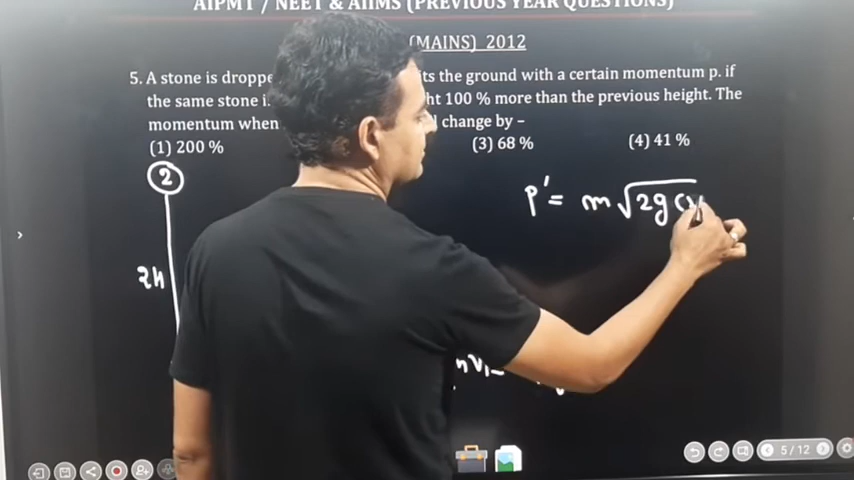 AIPMT / NEET & AIIMS (PREVIOUS YEAR QUESTIONS)
(MAINS) 2012
5. A stone is droppe its the ground with a certain momentum p. if
the same stone i ht 100 % more than the previous height. The
momentum when change by –
(1) 200 % (3) 68 % (4) 41 %
2
p' = m √2g (
2h
5 / 12